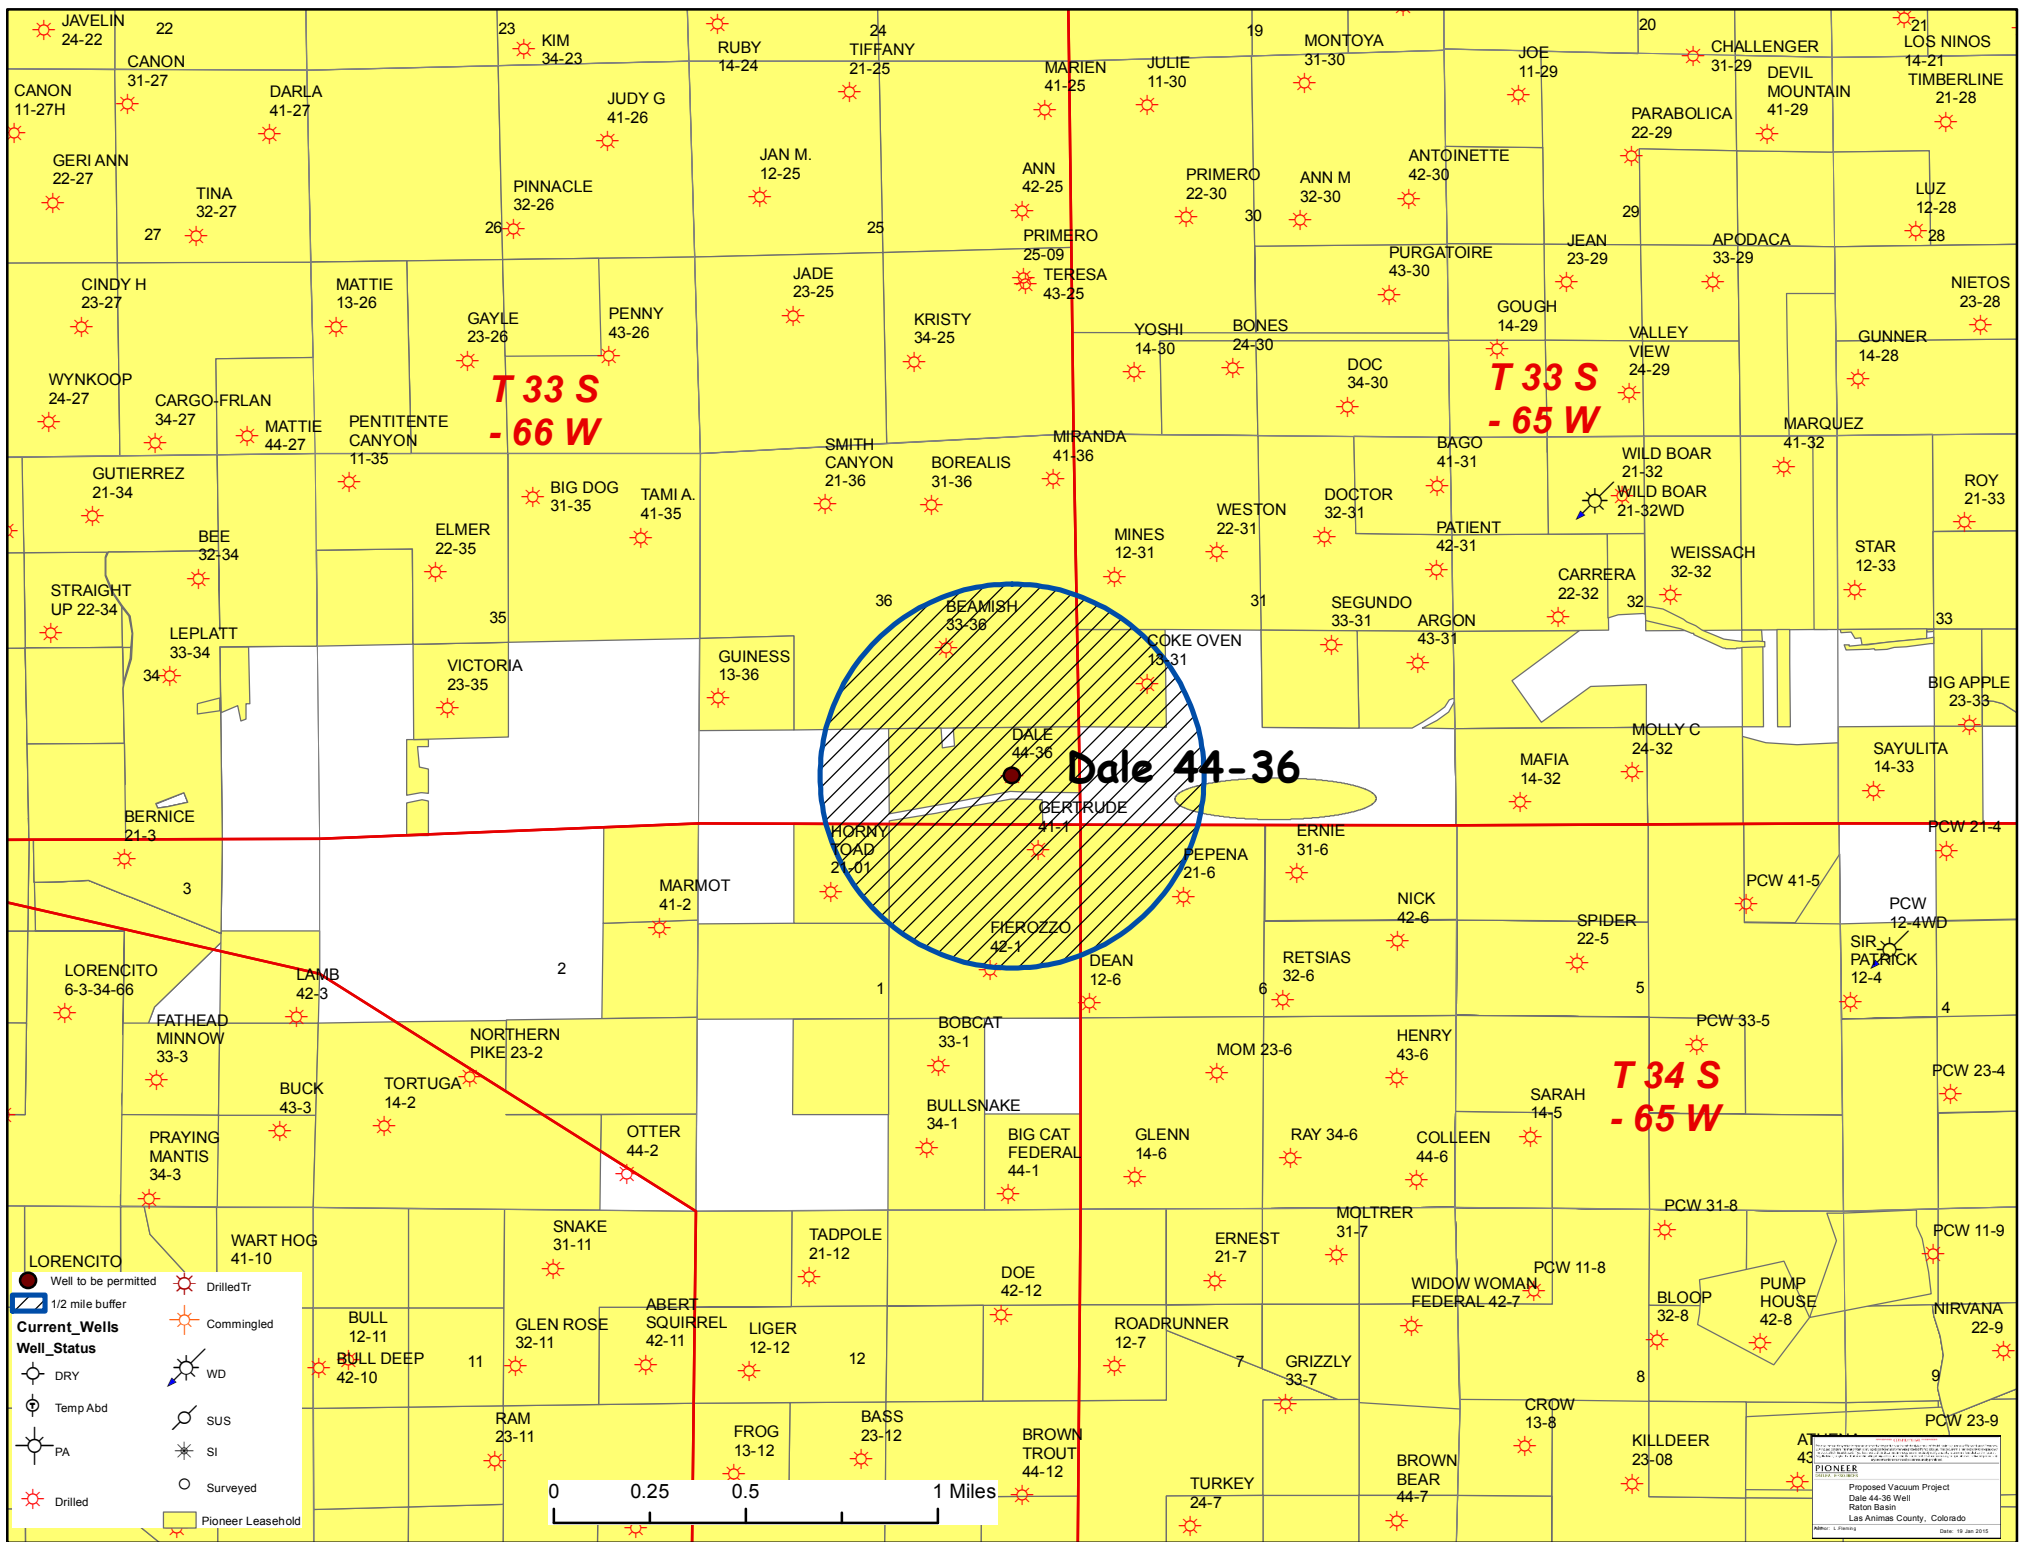 JAVELIN
24-22
22
23
KIM
34-23
RUBY
14-24
24
TIFFANY
21-25
19
MONTOYA
31-30
JOE
11-29
20
CHALLENGER
31-29
21
LOS NINOS
14-21
CANON
31-27
CANON
11-27H
DARLA
41-27
JUDY G
41-26
MARIEN
41-25
JULIE
11-30
DEVIL
MOUNTAIN
41-29
TIMBERLINE
21-28
PARABOLICA
22-29
GERI ANN
22-27
TINA
32-27
27
PINNACLE
32-26
26
JAN M.
12-25
25
ANN
42-25
PRIMERO
22-30
30
ANN M
32-30
ANTOINETTE
42-30
29
LUZ
12-28
28
PRIMERO
25-09
TERESA
43-25
CINDY H
23-27
MATTIE
13-26
GAYLE
23-26
PENNY
43-26
JADE
23-25
KRISTY
34-25
YOSHI
14-30
BONES
24-30
PURGATOIRE
43-30
JEAN
23-29
APODACA
33-29
NIETOS
23-28
GOUGH
14-29
VALLEY
VIEW
24-29
GUNNER
14-28
DOC
34-30
WYNKOOP
24-27
CARGO-FRLAN
34-27
MATTIE
44-27
PENTITENTE
CANYON
11-35
T 33 S
- 66 W
T 33 S
- 65 W
SMITH
CANYON
21-36
BOREALIS
31-36
MIRANDA
41-36
BAGO
41-31
WILD BOAR
21-32
WILD BOAR
21-32WD
MARQUEZ
41-32
ROY
21-33
GUTIERREZ
21-34
BIG DOG
31-35
TAMI A.
41-35
BEE
32-34
ELMER
22-35
MINES
12-31
WESTON
22-31
DOCTOR
32-31
PATIENT
42-31
CARRERA
22-32
WEISSACH
32-32
STAR
12-33
STRAIGHT
UP 22-34
35
36
BEAMISH
33-36
31
SEGUNDO
33-31
ARGON
43-31
32
33
LEPLATT
33-34
34
VICTORIA
23-35
GUINESS
13-36
COKE OVEN
13-31
BIG APPLE
23-33
DALE
44-36
Dale 44-36
MAFIA
14-32
MOLLY C
24-32
SAYULITA
14-33
BERNICE
21-3
GERTRUDE
41-1
HORNY
TOAD
21-01
PEPENA
21-6
ERNIE
31-6
PCW 21-4
3
MARMOT
41-2
NICK
42-6
PCW 41-5
PCW
12-4WD
FIEROZZO
42-1
SPIDER
22-5
SIR
PATRICK
12-4
LORENCITO
6-3-34-66
LAMB
42-3
2
1
DEAN
12-6
RETSIAS
32-6
6
5
4
FATHEAD
MINNOW
33-3
NORTHERN
PIKE 23-2
BOBCAT
33-1
MOM 23-6
HENRY
43-6
PCW 33-5
T 34 S
- 65 W
PCW 23-4
BUCK
43-3
TORTUGA
14-2
BULLSNAKE
34-1
SARAH
14-5
PRAYING
MANTIS
34-3
OTTER
44-2
BIG CAT
FEDERAL
44-1
GLENN
14-6
RAY 34-6
COLLEEN
44-6
WART HOG
41-10
LORENCITO
SNAKE
31-11
TADPOLE
21-12
DOE
42-12
ERNEST
21-7
MOLTRER
31-7
PCW 31-8
PCW 11-9
WIDOW WOMAN
FEDERAL 42-7
PCW 11-8
PUMP
HOUSE
42-8
BLOOP
32-8
NIRVANA
22-9
BULL
12-11
BULL DEEP
42-10
11
GLEN ROSE
32-11
ABERT
SQUIRREL
42-11
LIGER
12-12
12
ROADRUNNER
12-7
7
GRIZZLY
33-7
8
9
RAM
23-11
FROG
13-12
BASS
23-12
BROWN
TROUT
44-12
CROW
13-8
PCW 23-9
KILLDEER
23-08
TURKEY
24-7
BROWN
BEAR
44-7
Well to be permitted
1/2 mile buffer
Current_Wells
Well_Status
DRY
Temp Abd
PA
Drilled
DrilledTr
Commingled
WD
SUS
SI
Surveyed
Pioneer Leasehold
0 0.25 0.5 1 Miles
PIONEER
Proposed Vacuum Project
Dale 44-36 Well
Raton Basin
Las Animas County, Colorado
Author: L.Fleming
Date: 19 Jan 2015